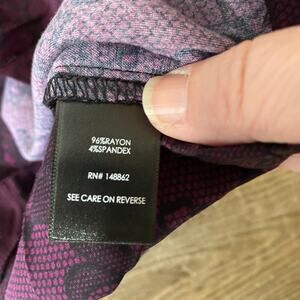 96%RAYON
4%SPANDEX
RN# 148862
SEE CARE ON REVERSE